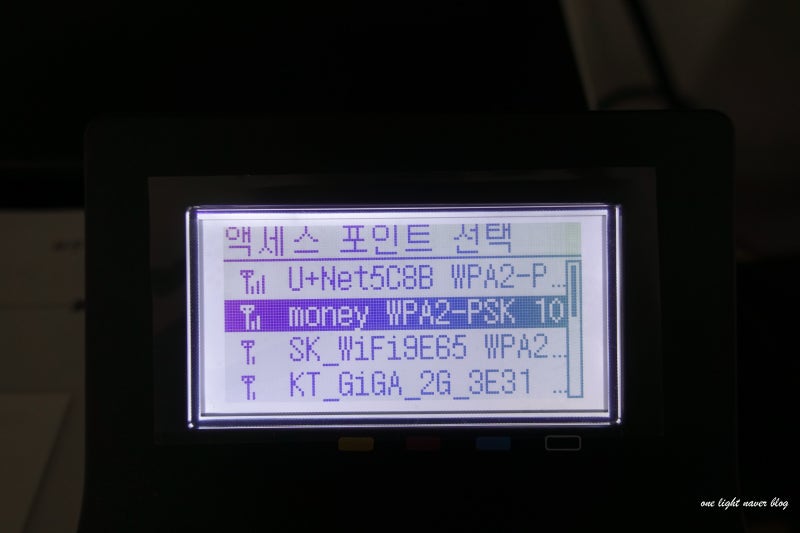 액세스 포인트 선택
U+Net5C8B WPA2-P...
money WPA2-PSK 10
SK_WiFi9E65 WPA2...
KT_GiGA_2G_3E31 ...
one light naver blog